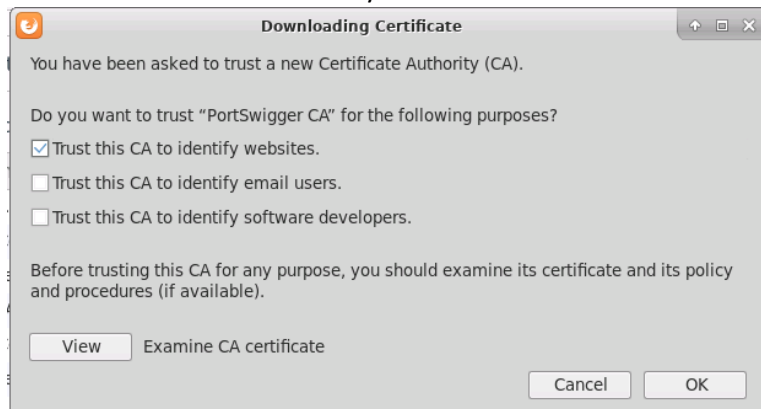 Downloading Certificate
You have been asked to trust a new Certificate Authority (CA).
Do you want to trust “PortSwigger CA” for the following purposes?
Trust this CA to identify websites.
Trust this CA to identify email users.
Trust this CA to identify software developers.
Before trusting this CA for any purpose, you should examine its certificate and its policy
and procedures (if available).
View Examine CA certificate
Cancel OK